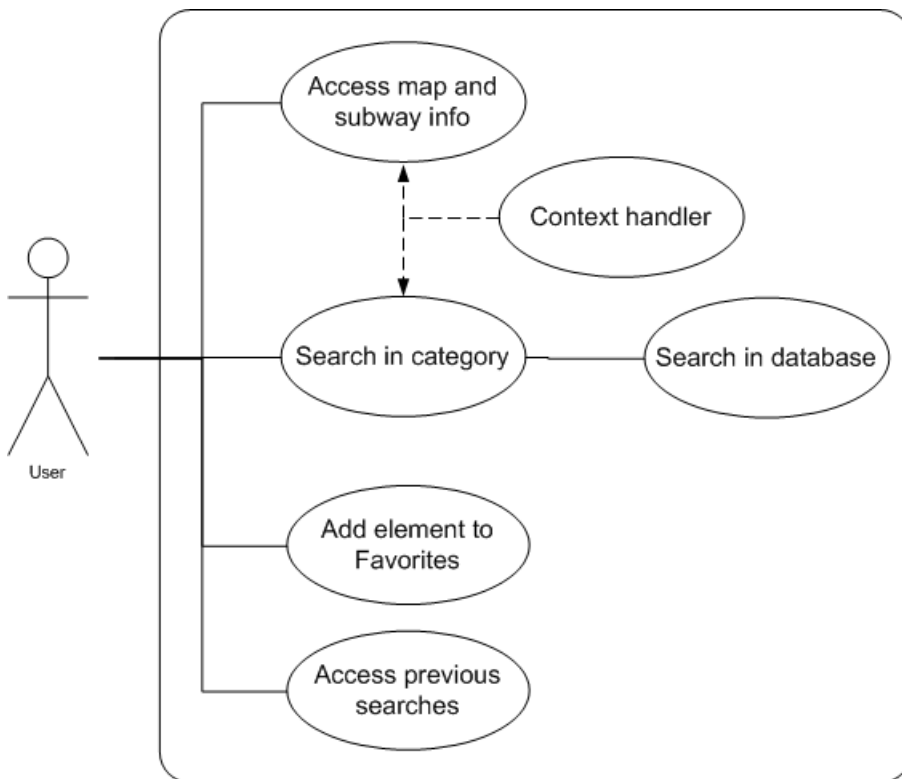 Access map and
subway info
Context handler
Search in category
Search in database
User
Add element to
Favorites
Access previous
searches